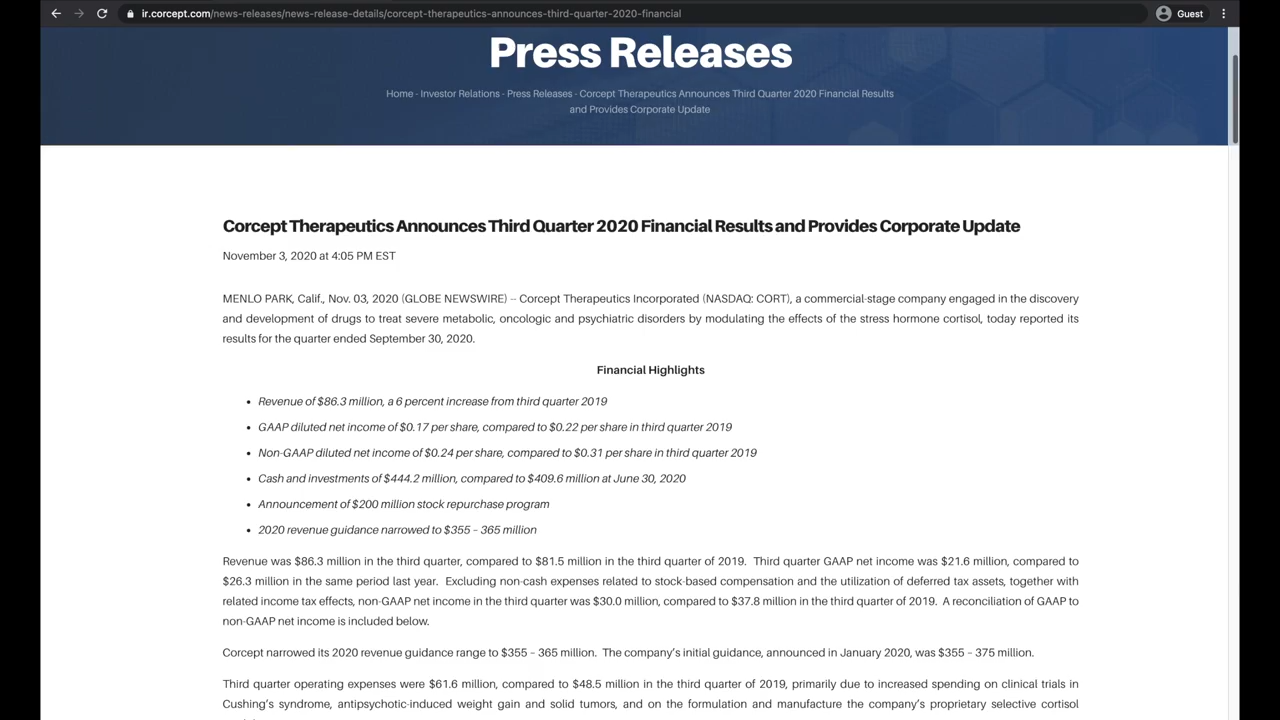 ir.corcept.com/news-releases/news-release-details/corcept-therapeutics-announces-third-quarter-2020-financial
Guest
Press Releases
Home - Investor Relations - Press Releases - Corcept Therapeutics Announces Third Quarter 2020 Financial Results
and Provides Corporate Update
Corcept Therapeutics Announces Third Quarter 2020 Financial Results and Provides Corporate Update
November 3, 2020 at 4:05 PM EST
MENLO PARK, Calif., Nov. 03, 2020 (GLOBE NEWSWIRE) -- Corcept Therapeutics Incorporated (NASDAQ: CORT), a commercial-stage company engaged in the discovery
and development of drugs to treat severe metabolic, oncologic and psychiatric disorders by modulating the effects of the stress hormone cortisol, today reported its
results for the quarter ended September 30, 2020.
Financial Highlights
• Revenue of $86.3 million, a 6 percent increase from third quarter 2019
• GAAP diluted net income of $0.17 per share, compared to $0.22 per share in third quarter 2019
• Non-GAAP diluted net income of $0.24 per share, compared to $0.31 per share in third quarter 2019
• Cash and investments of $444.2 million, compared to $409.6 million at June 30, 2020
• Announcement of $200 million stock repurchase program
• 2020 revenue guidance narrowed to $355 – 365 million
Revenue was $86.3 million in the third quarter, compared to $81.5 million in the third quarter of 2019. Third quarter GAAP net income was $21.6 million, compared to
$26.3 million in the same period last year. Excluding non-cash expenses related to stock-based compensation and the utilization of deferred tax assets, together with
related income tax effects, non-GAAP net income in the third quarter was $30.0 million, compared to $37.8 million in the third quarter of 2019. A reconciliation of GAAP to
non-GAAP net income is included below.
Corcept narrowed its 2020 revenue guidance range to $355 – 365 million. The company's initial guidance, announced in January 2020, was $355 – 375 million.
Third quarter operating expenses were $61.6 million, compared to $48.5 million in the third quarter of 2019, primarily due to increased spending on clinical trials in
Cushing's syndrome, antipsychotic-induced weight gain and solid tumors, and on the formulation and manufacture the company's proprietary selective cortisol